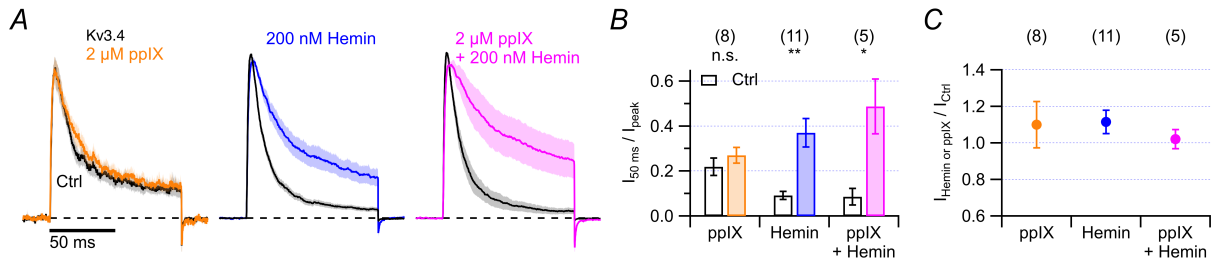 A
Kv3.4
2 µM ppIX
Ctrl
50 ms
200 nM Hemin
2 µM ppIX
+ 200 nM Hemin
B
(8)
(11)
(5)
n.s.
**
*
Ctrl
I50 ms / Ipeak
0.6
0.4
0.2
0.0
ppIX
Hemin
ppIX
+ Hemin
C
(8)
(11)
(5)
IHemin or ppIX / ICtrl
1.4
1.2
1.0
0.8
0.6
ppIX
Hemin
ppIX
+ Hemin